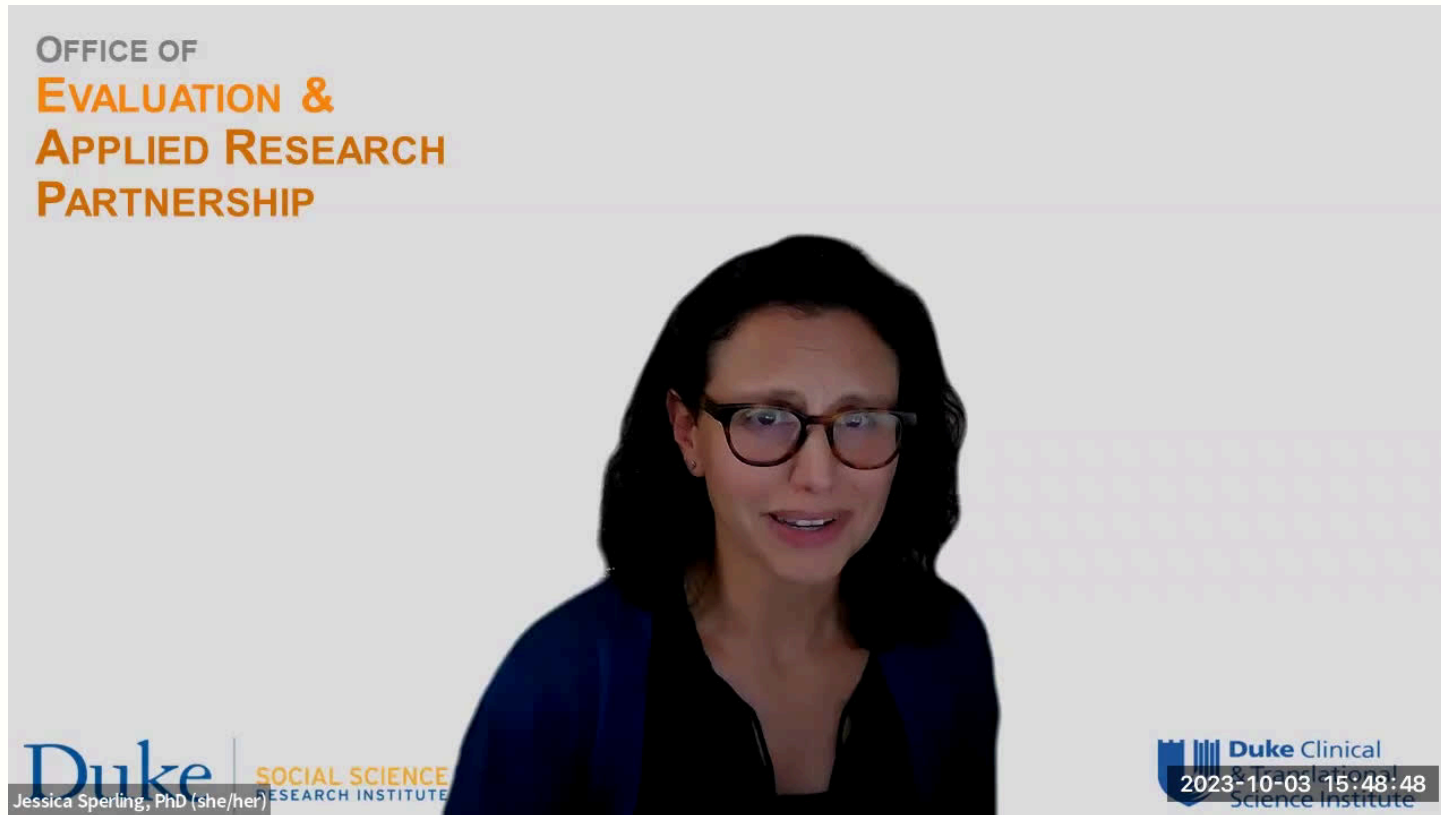 OFFICE OF
EVALUATION &
APPLIED RESEARCH
PARTNERSHIP
Duke
SOCIAL SCIENCE
RESEARCH INSTITUTE
Jessica Sperling, PhD (she/her)
Duke Clinical
& Translational
Science Institute
2023-10-03 15:48:48